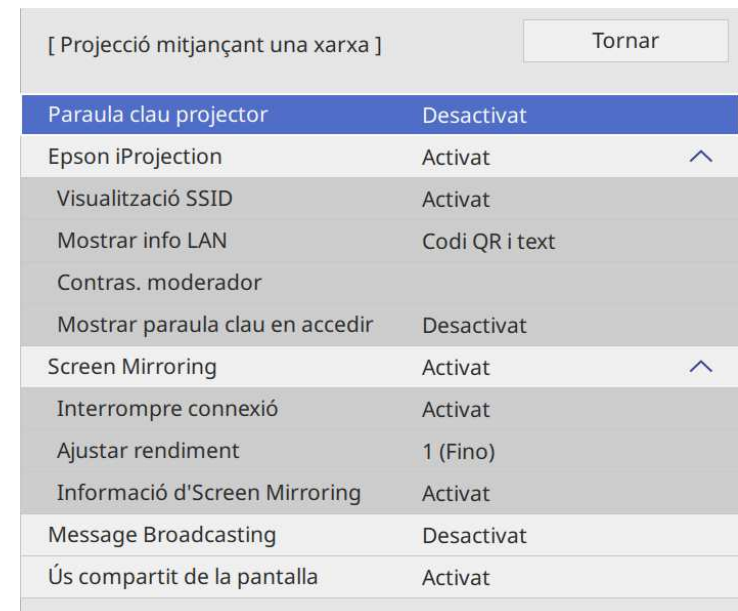 [ Projecció mitjançant una xarxa ] Tornar
Paraula clau projector Desactivat
Epson iProjection Activat
Visualització SSID Activat
Mostrar info LAN Codi QR i text
Contras. moderador
Mostrar paraula clau en accedir Desactivat
Screen Mirroring Activat
Interrompre connexió Activat
Ajustar rendiment 1 (Fino)
Informació d'Screen Mirroring Activat
Message Broadcasting Desactivat
Ús compartit de la pantalla Activat